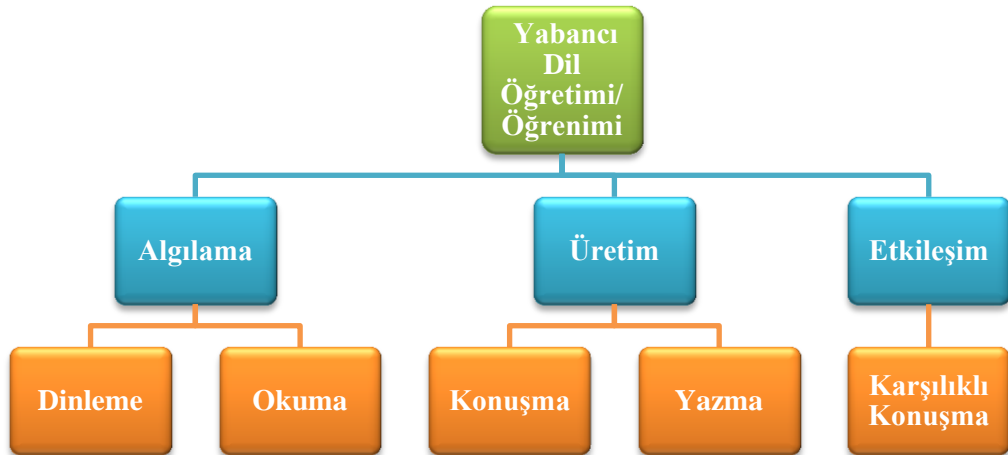 Yabancı
Dil
Öğretimi/
Öğrenimi
Algılama
Üretim
Etkileşim
Dinleme
Okuma
Konuşma
Yazma
Karşılıklı
Konuşma